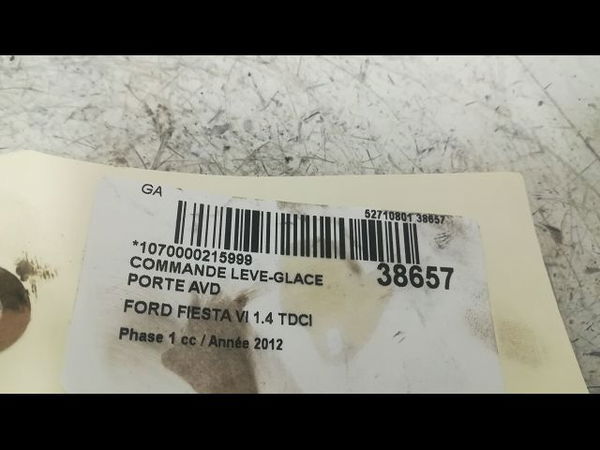 GA
52710801 38657
*1070000215999
38657
COMMANDE LEVE-GLACE
PORTE AVD
FORD FIESTA VI 1.4 TDCI
Phase 1 cc / Année 2012